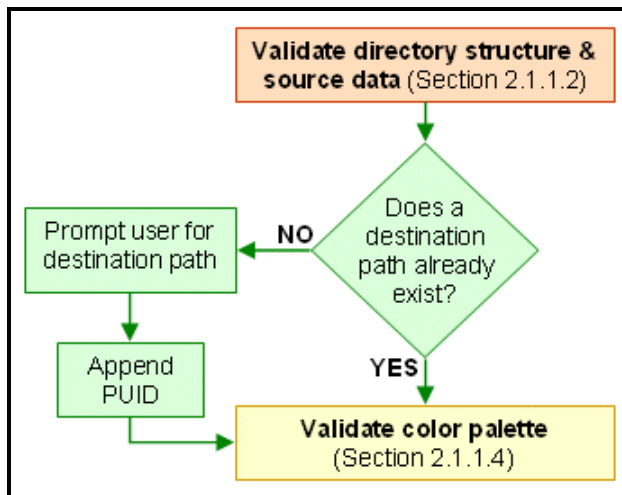 Validate directory structure &
source data (Section 2.1.1.2)
Does a
destination
path already
exist?
NO
Prompt user for
destination path
Append
PUID
YES
Validate color palette
(Section 2.1.1.4)